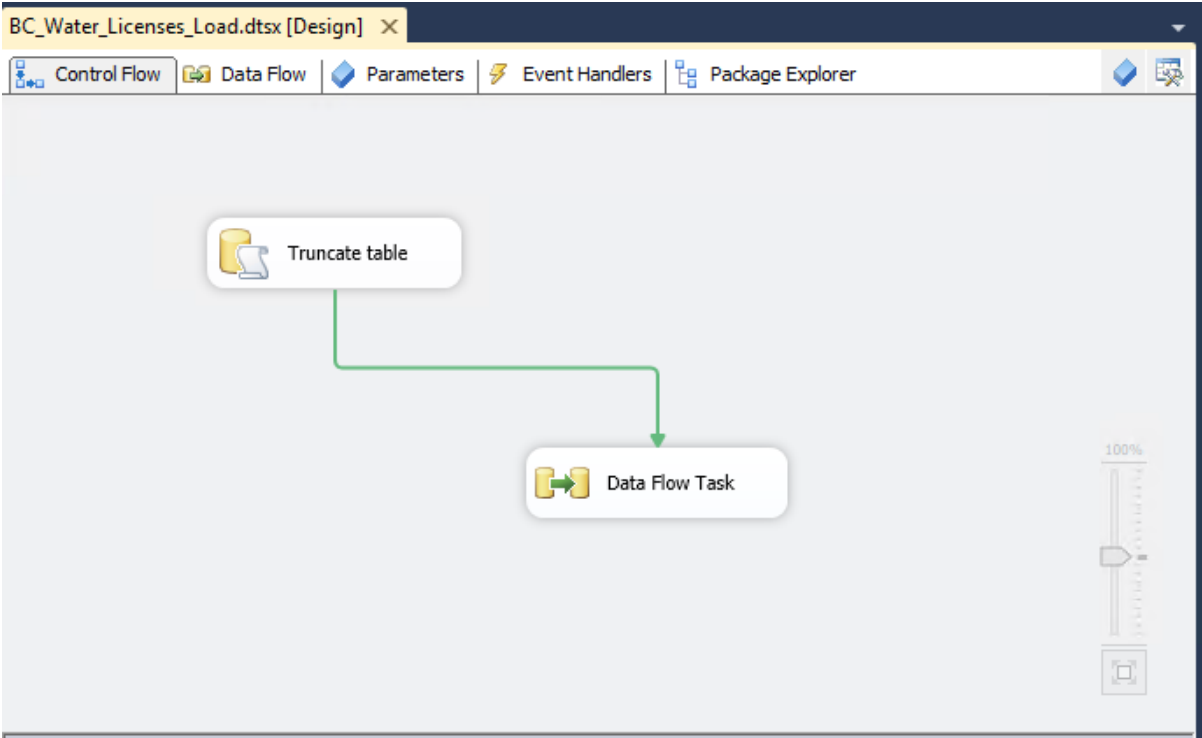 BC_Water_Licenses_Load.dtsx [Design]
Control Flow Data Flow Parameters Event Handlers Package Explorer
Truncate table
100%
Data Flow Task